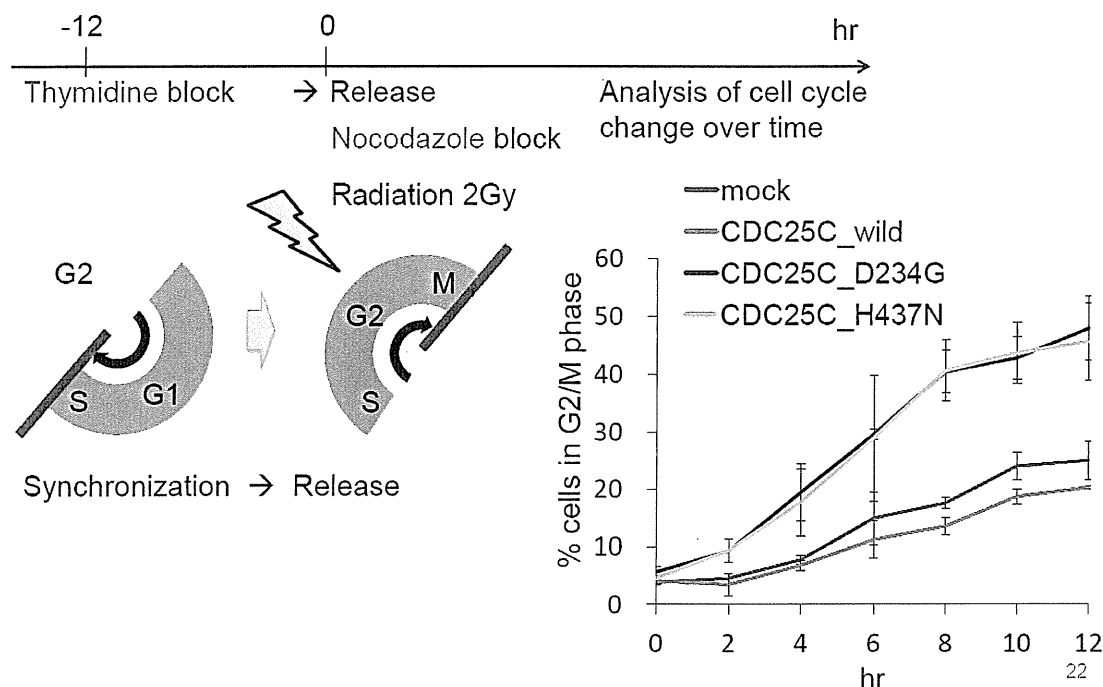 -12 0 hr
Thymidine block → Release Analysis of cell cycle
change over time
Nocodazole block
Radiation 2Gy
G2
S
G1
M
G2
S
Synchronization → Release
mock
CDC25C_wild
CDC25C_D234G
CDC25C_H437N
% cells in G2/M phase
60
50
40
30
20
10
0
0 2 4 6 8 10 12
hr
22